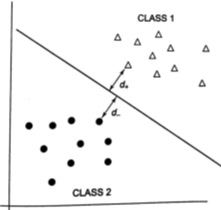 CLASS 1
d+
d-
CLASS 2